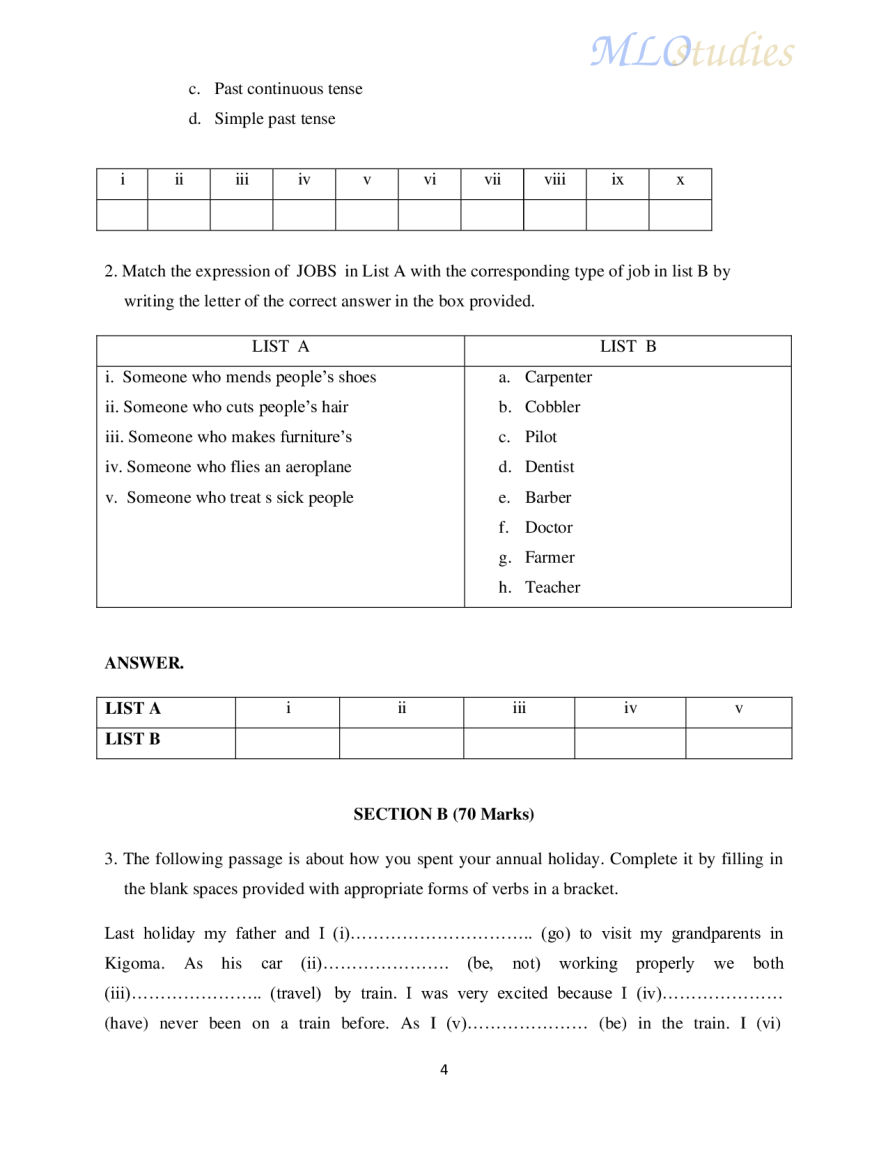 MLOstudies
c. Past continuous tense
d. Simple past tense
i ii iii iv v vi vii viii ix x
2. Match the expression of JOBS in List A with the corresponding type of job in list B by
writing the letter of the correct answer in the box provided.
LIST A LIST B
i. Someone who mends people's shoes a. Carpenter
ii. Someone who cuts people's hair b. Cobbler
iii. Someone who makes furniture's c. Pilot
iv. Someone who flies an aeroplane d. Dentist
v. Someone who treat s sick people e. Barber
f. Doctor
g. Farmer
h. Teacher
ANSWER.
LIST A i ii iii iv v
LIST B
SECTION B (70 Marks)
3. The following passage is about how you spent your annual holiday. Complete it by filling in
the blank spaces provided with appropriate forms of verbs in a bracket.
Last holiday my father and I (i)………………………….. (go) to visit my grandparents in
Kigoma. As his car (ii)…………………. (be, not) working properly we both
(iii)………………….. (travel) by train. I was very excited because I (iv)…………………
(have) never been on a train before. As I (v)………………… (be) in the train. I (vi)
4